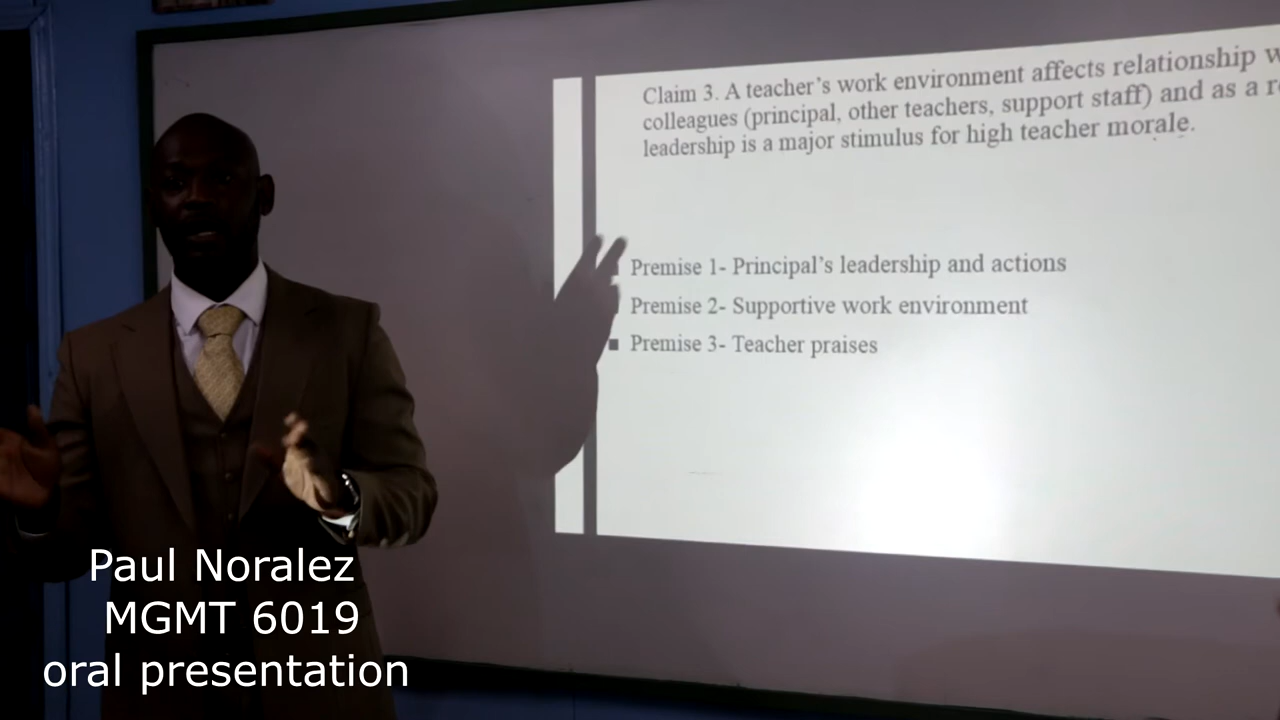 Claim 3. A teacher's work environment affects relationship
colleagues (principal, other teachers, support staff) and as a
leadership is a major stimulus for high teacher morale.
Premise 1- Principal's leadership and actions
Premise 2- Supportive work environment
Premise 3- Teacher praises
Paul Noralez
MGMT 6019
oral presentation